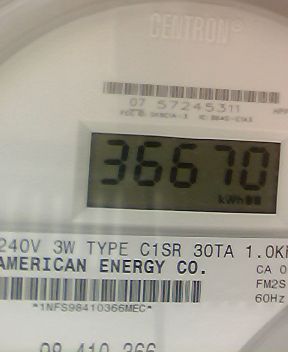 CENTRON®
07 57245311
36670
kWh
240V 3W TYPE C1SR 30TA 1.0K
AMERICAN ENERGY CO.
CA 0
FM2S
60Hz
*1NFS98410366MEC*
98 410 366